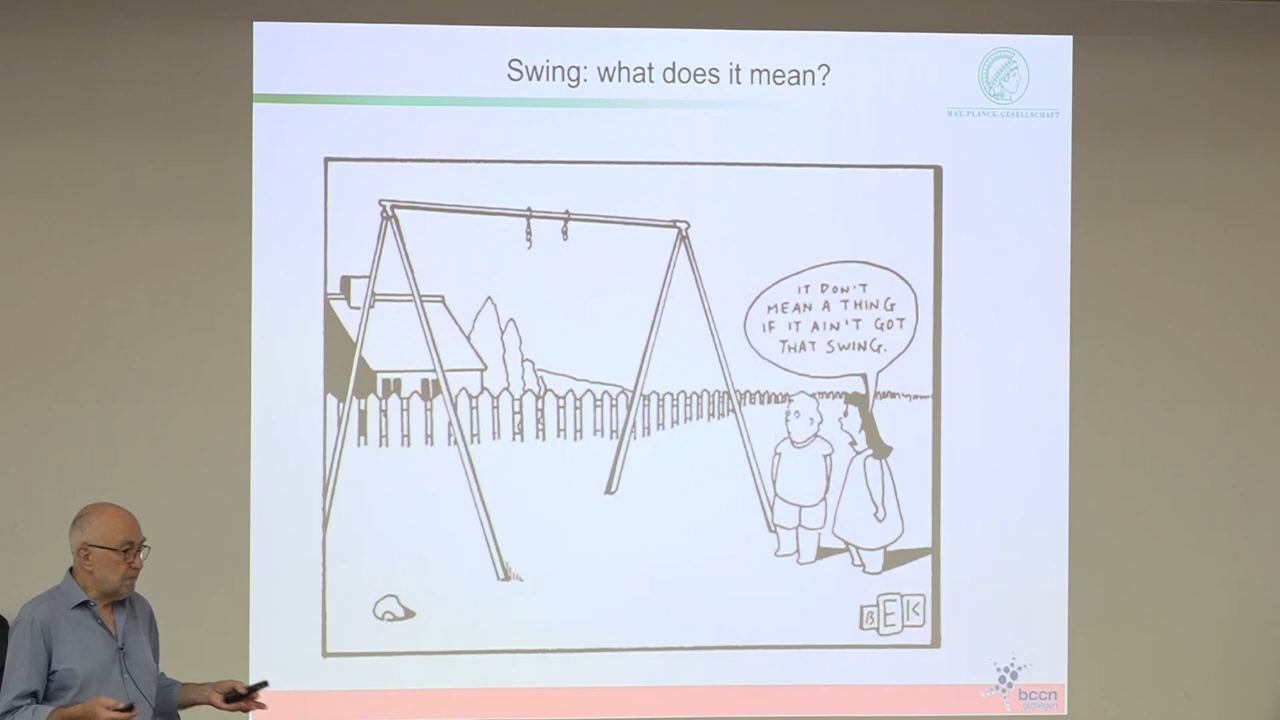 Swing: what does it mean?
MAX-PLANCK-GESELLSCHAFT
IT DON'T
MEAN A THING
IF IT AIN'T GOT
THAT SWING.
BEK
bccn
göttingen